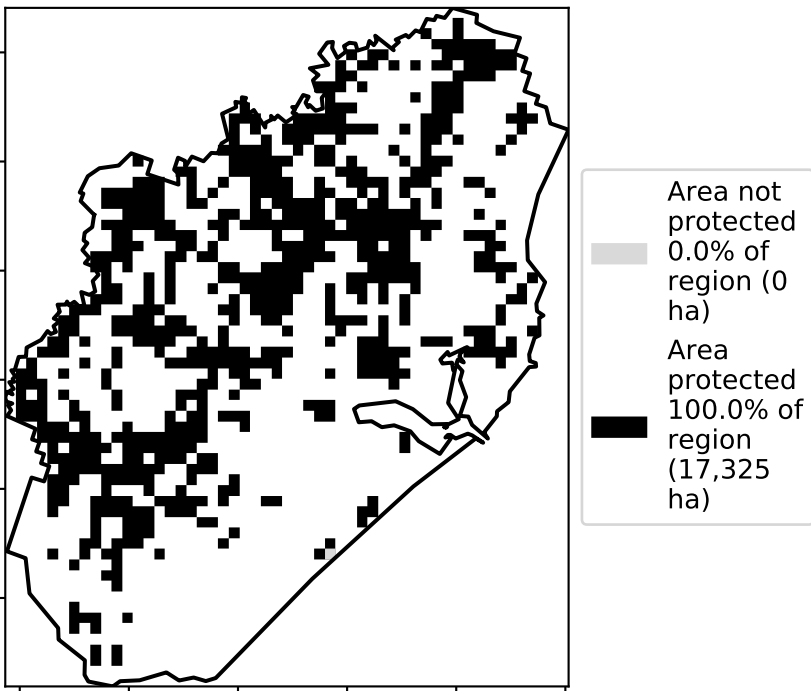 Area not
protected
0.0% of
region (0
ha)
Area
protected
100.0% of
region
(17,325
ha)